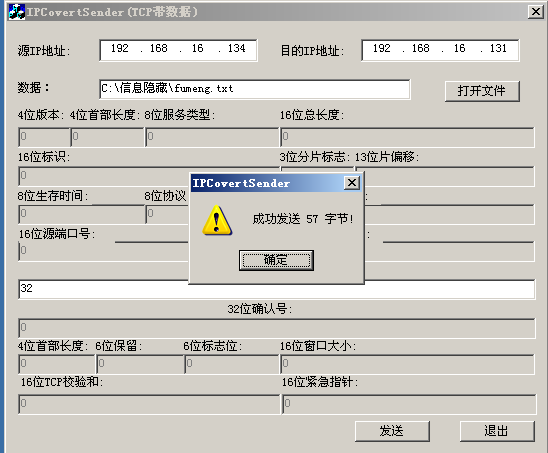 IPCovertSender(TCP带数据)
源IP地址: 192 . 168 . 16 . 134 目的IP地址: 192 . 168 . 16 . 131
数据: C:\信息隐藏\fumeng.txt 打开文件
4位版本: 4位首部长度: 8位服务类型: 16位总长度:
0 0 0 0
16位标识: 3位分片标志: 13位片偏移:
0
IPCovertSender
8位生存时间: 8位协议 :
0 0
成功发送 57 字节!
16位源端口号: :
0
确定
32
32位确认号:
0
4位首部长度: 6位保留: 6位标志位: 16位窗口大小:
0 0 0 0
16位TCP校验和: 16位紧急指针:
0 0
发送 退出